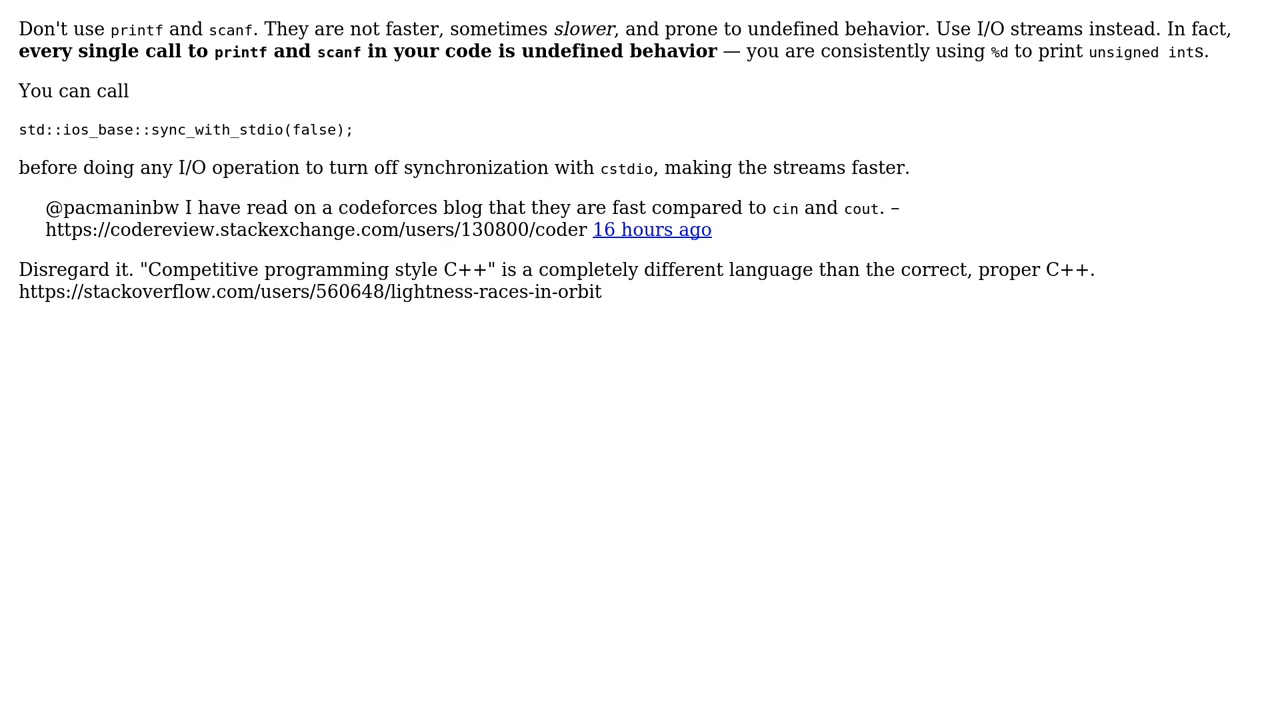 Don't use printf and scanf. They are not faster, sometimes slower, and prone to undefined behavior. Use I/O streams instead. In fact,
every single call to printf and scanf in your code is undefined behavior — you are consistently using %d to print unsigned ints.
You can call
std::ios_base::sync_with_stdio(false);
before doing any I/O operation to turn off synchronization with cstdio, making the streams faster.
@pacmaninbw I have read on a codeforces blog that they are fast compared to cin and cout. –
https://codereview.stackexchange.com/users/130800/coder 16 hours ago
Disregard it. "Competitive programming style C++" is a completely different language than the correct, proper C++.
https://stackoverflow.com/users/560648/lightness-races-in-orbit